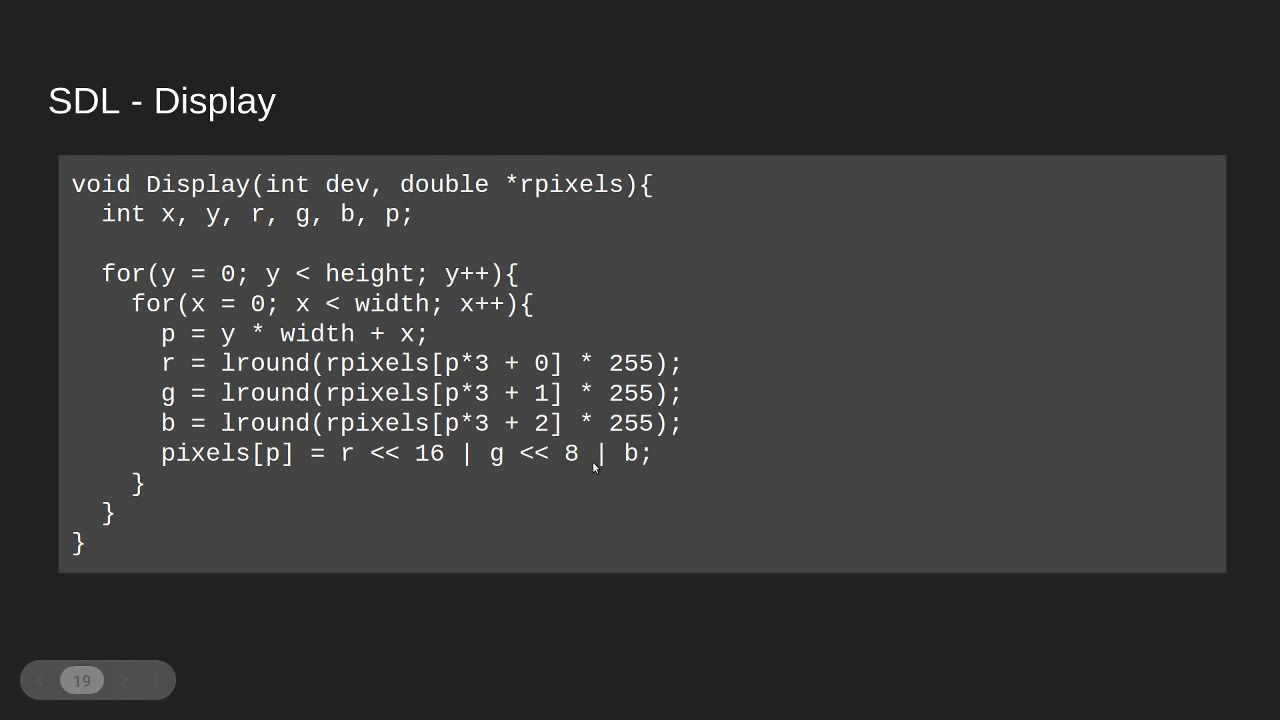 SDL - Display
void Display(int dev, double *rpixels){
int x, y, r, g, b, p;
for(y = 0; y < height; y++){
for(x = 0; x < width; x++){
p = y * width + x;
r = lround(rpixels[p*3 + 0] * 255);
g = lround(rpixels[p*3 + 1] * 255);
b = lround(rpixels[p*3 + 2] * 255);
pixels[p] = r << 16 | g << 8 | b;
}
}
}
19